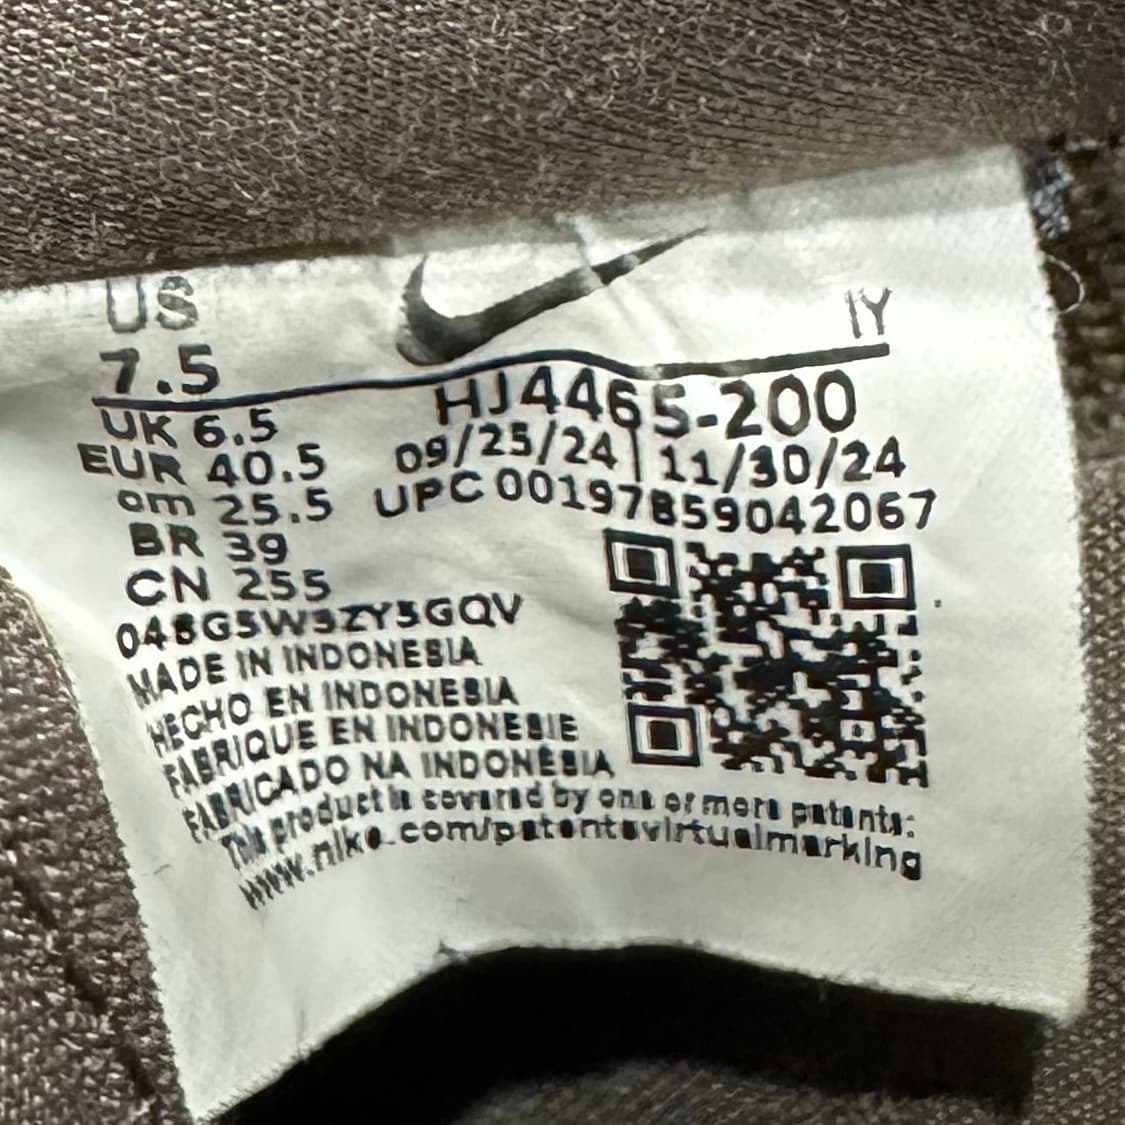 US
7.5
IY
UK 6.5
EUR 40.5
cm 25.5
BR 39
CN 255
HJ4465-200
09/25/24 | 11/30/24
UPC 00197859042067
MADE IN INDONESIA
HECHO EN INDONESIA
FABRIQUE EN INDONESIE
FABRICADO NA INDONÉSIA
This product is covered by one or more patents:
www.nike.com/patentsvirtualmarking